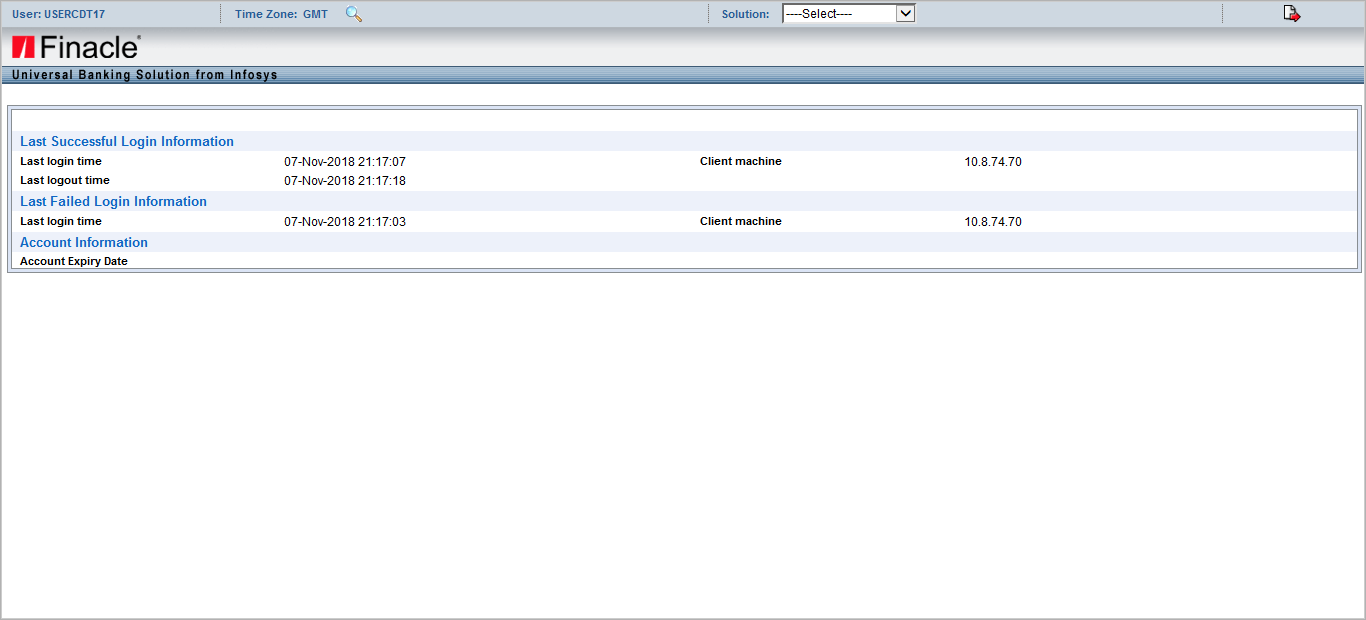 User: USERCDT17 Time Zone: GMT Solution: ----Select----
Finacle
Universal Banking Solution from Infosys
Last Successful Login Information
Last login time 07-Nov-2018 21:17:07 Client machine 10.8.74.70
Last logout time 07-Nov-2018 21:17:18
Last Failed Login Information
Last login time 07-Nov-2018 21:17:03 Client machine 10.8.74.70
Account Information
Account Expiry Date